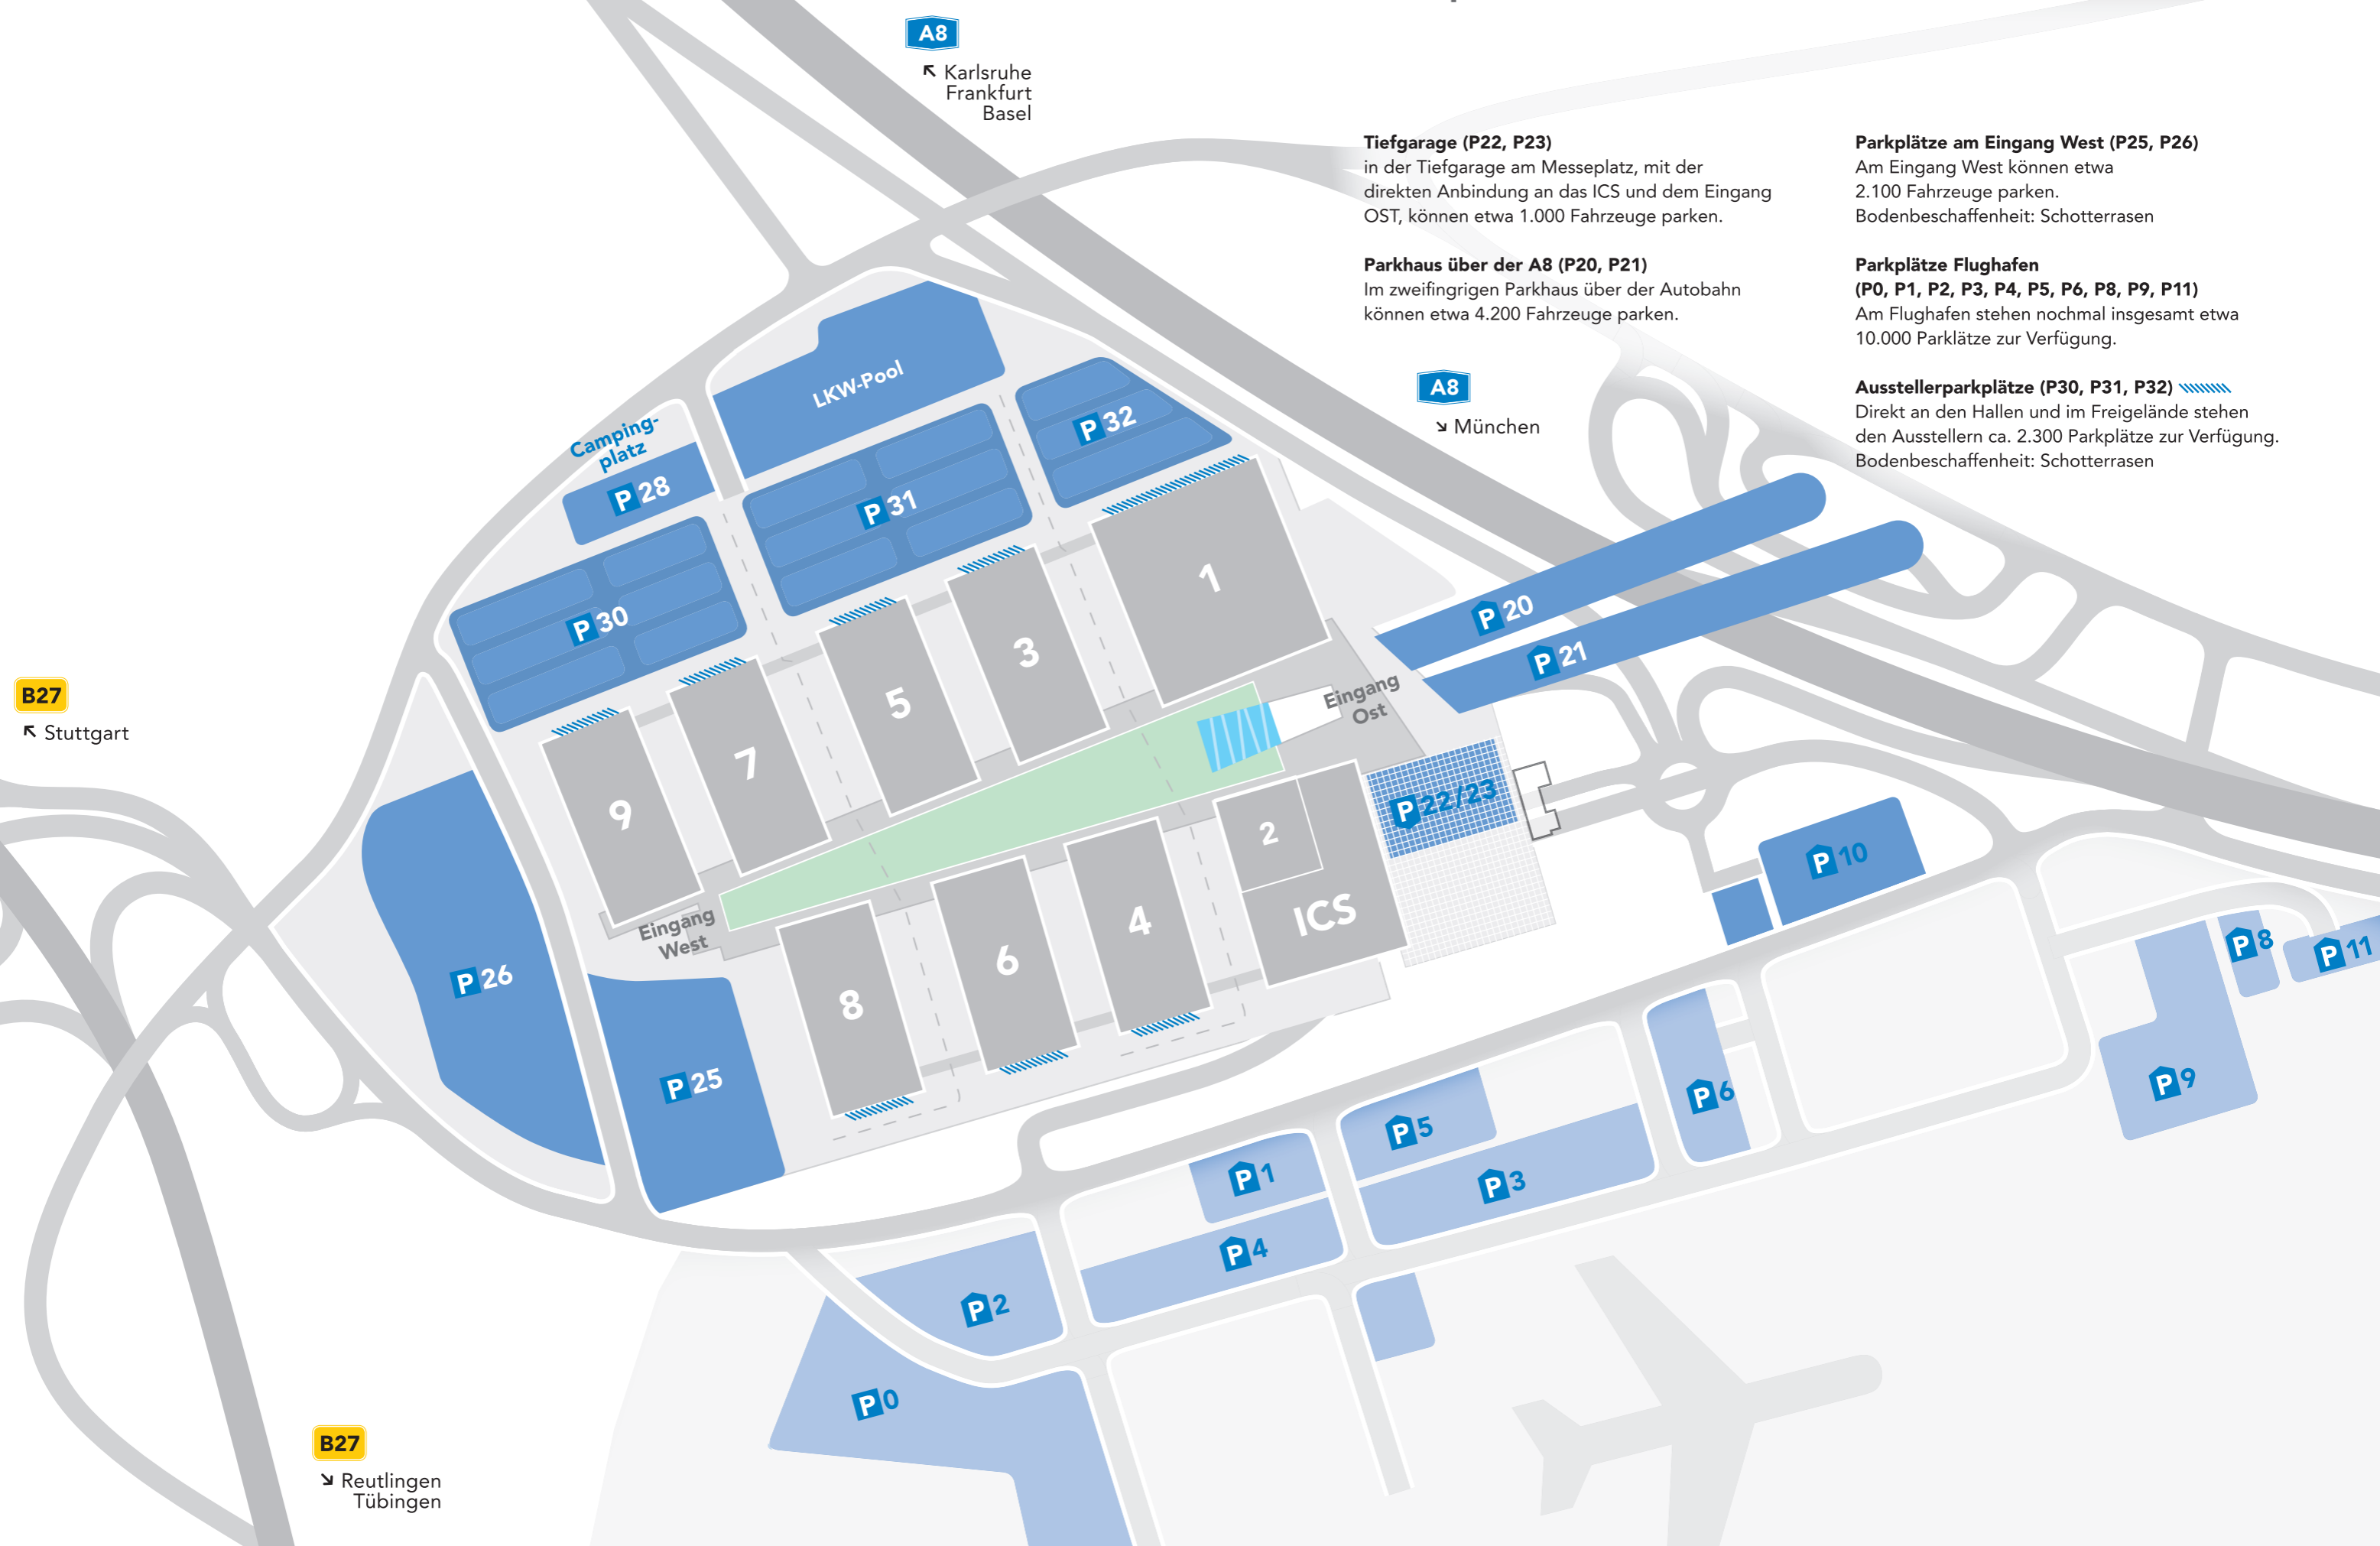 A8
Karlsruhe
Frankfurt
Basel
Tiefgarage (P22, P23)
in der Tiefgarage am Messeplatz, mit der
direkten Anbindung an das ICS und dem Eingang
OST, können etwa 1.000 Fahrzeuge parken.
Parkhaus über der A8 (P20, P21)
Im zweifingrigen Parkhaus über der Autobahn
können etwa 4.200 Fahrzeuge parken.
Parkplätze am Eingang West (P25, P26)
Am Eingang West können etwa
2.100 Fahrzeuge parken.
Bodenbeschaffenheit: Schotterrasen
Parkplätze Flughafen
(P0, P1, P2, P3, P4, P5, P6, P8, P9, P11)
Am Flughafen stehen nochmal insgesamt etwa
10.000 Parklätze zur Verfügung.
Ausstellerparkplätze (P30, P31, P32)
Direkt an den Hallen und im Freigelände stehen
den Ausstellern ca. 2.300 Parkplätze zur Verfügung.
Bodenbeschaffenheit: Schotterrasen
A8
München
LKW-Pool
Camping-
platz
P 28
P 32
P 31
P 30
1
3
5
7
9
P 20
P 21
Eingang
Ost
B27
Stuttgart
P 22/23
2
ICS
4
6
8
Eingang
West
P 10
P 26
P 25
P 8
P 11
P 9
P 6
P 5
P 3
P 1
P 4
P 2
P 0
B27
Reutlingen
Tübingen